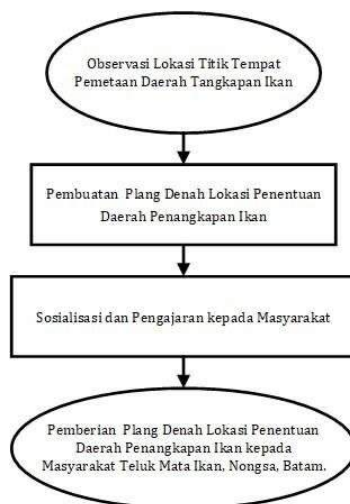 Observasi Lokasi Titik Tempat
Pemetaan Daerah Tangkapan Ikan
Pembuatan Plang Denah Lokasi Penentuan
Daerah Penangkapan Ikan
Sosialisasi dan Pengajaran kepada Masyarakat
Pemberian Plang Denah Lokasi Penentuan
Daerah Penangkapan Ikan kepada
Masyarakat Teluk Mata Ikan, Nongsa, Batam.